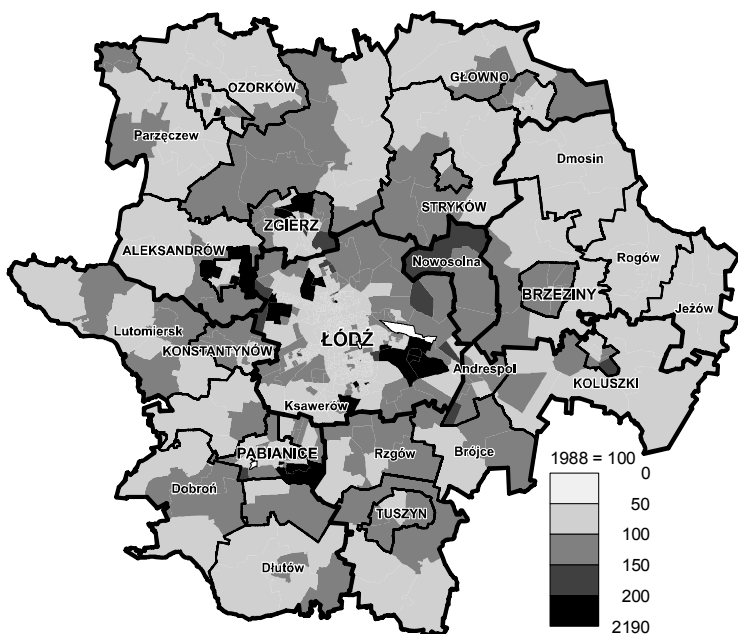 OZORKÓW
GŁOWNO
Parzęczew
Dmosin
STRYKÓW
ZGIERZ
ALEKSANDRÓW
Nowosolna
Rogów
BRZEZINY
Jeżów
Lutomiersk
ŁÓDŹ
KONSTANTYNÓW
Andrespol
KOLUSZKI
Ksawerów
PABIANICE
Rzgów
Brójce
1988 = 100
0
Dobroń
50
TUSZYN
100
150
Dłutów
200
2190